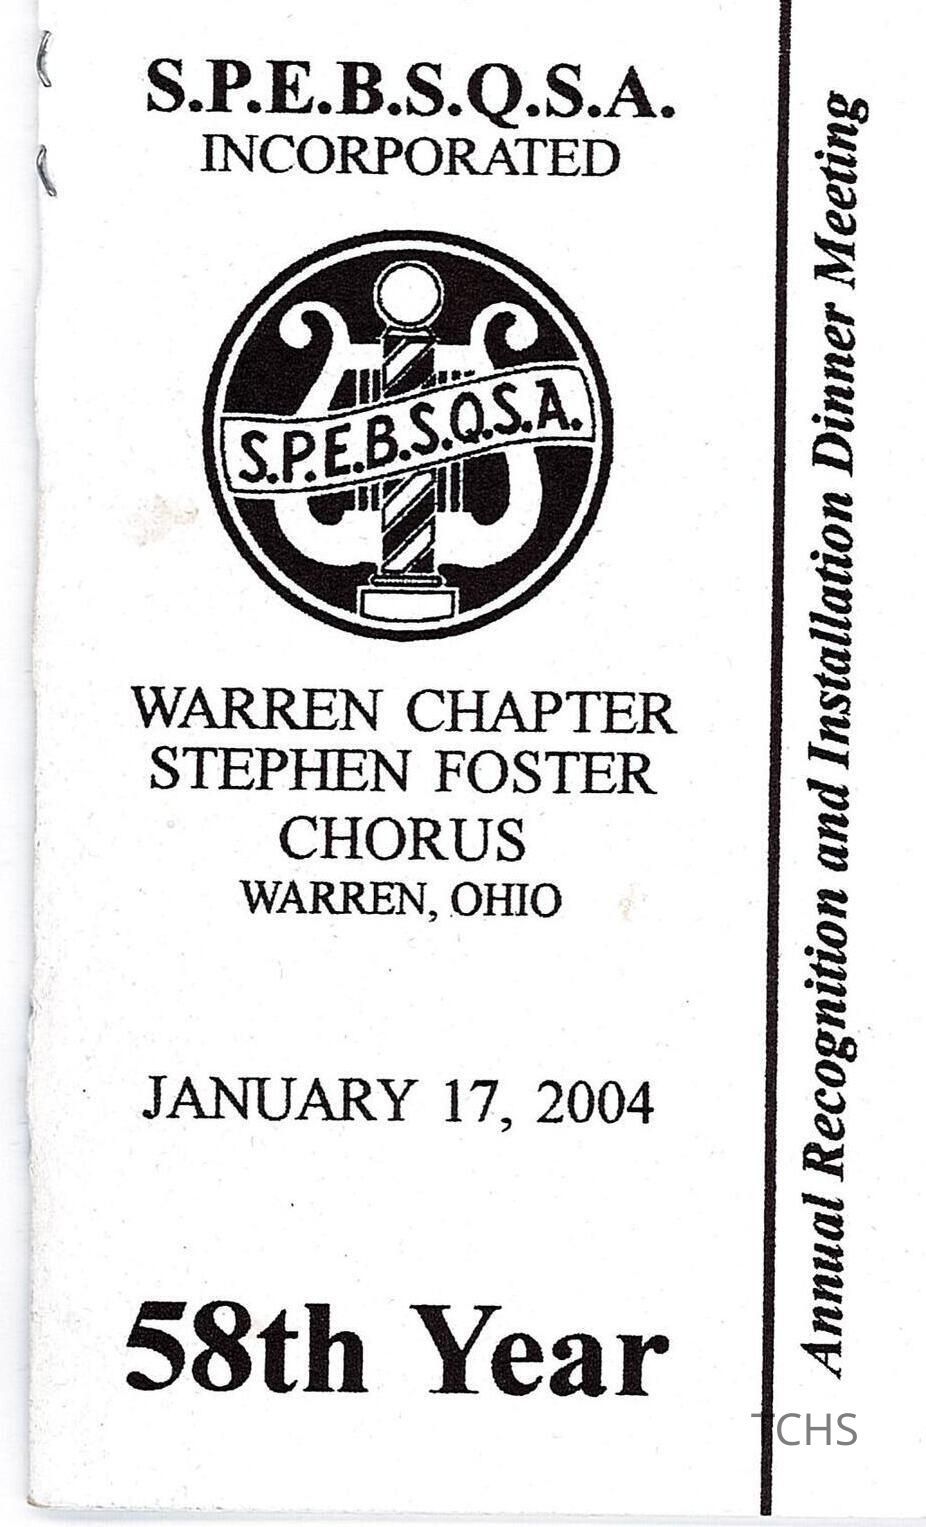 S.P.E.B.S.Q.S.A.
INCORPORATED
S.P.E.B.S.Q.S.A.
WARREN CHAPTER
STEPHEN FOSTER
CHORUS
WARREN, OHIO
JANUARY 17, 2004
58th Year
Annual Recognition and Installation Dinner Meeting
TCHS